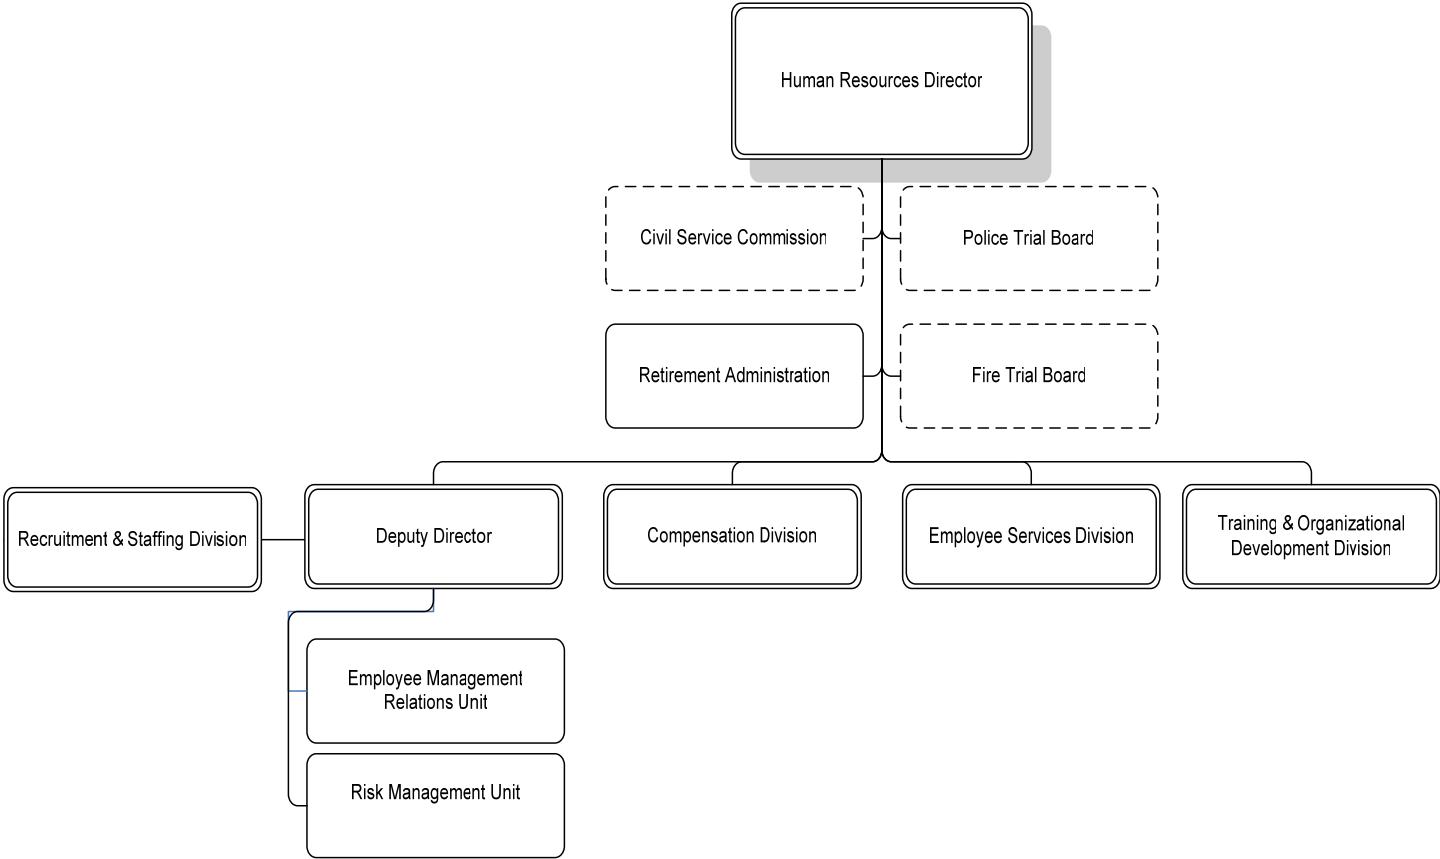 Human Resources Director
Civil Service Commission
Police Trial Board
Retirement Administration
Fire Trial Board
Recruitment & Staffing Division
Deputy Director
Compensation Division
Employee Services Division
Training & Organizational
Development Division
Employee Management
Relations Unit
Risk Management Unit